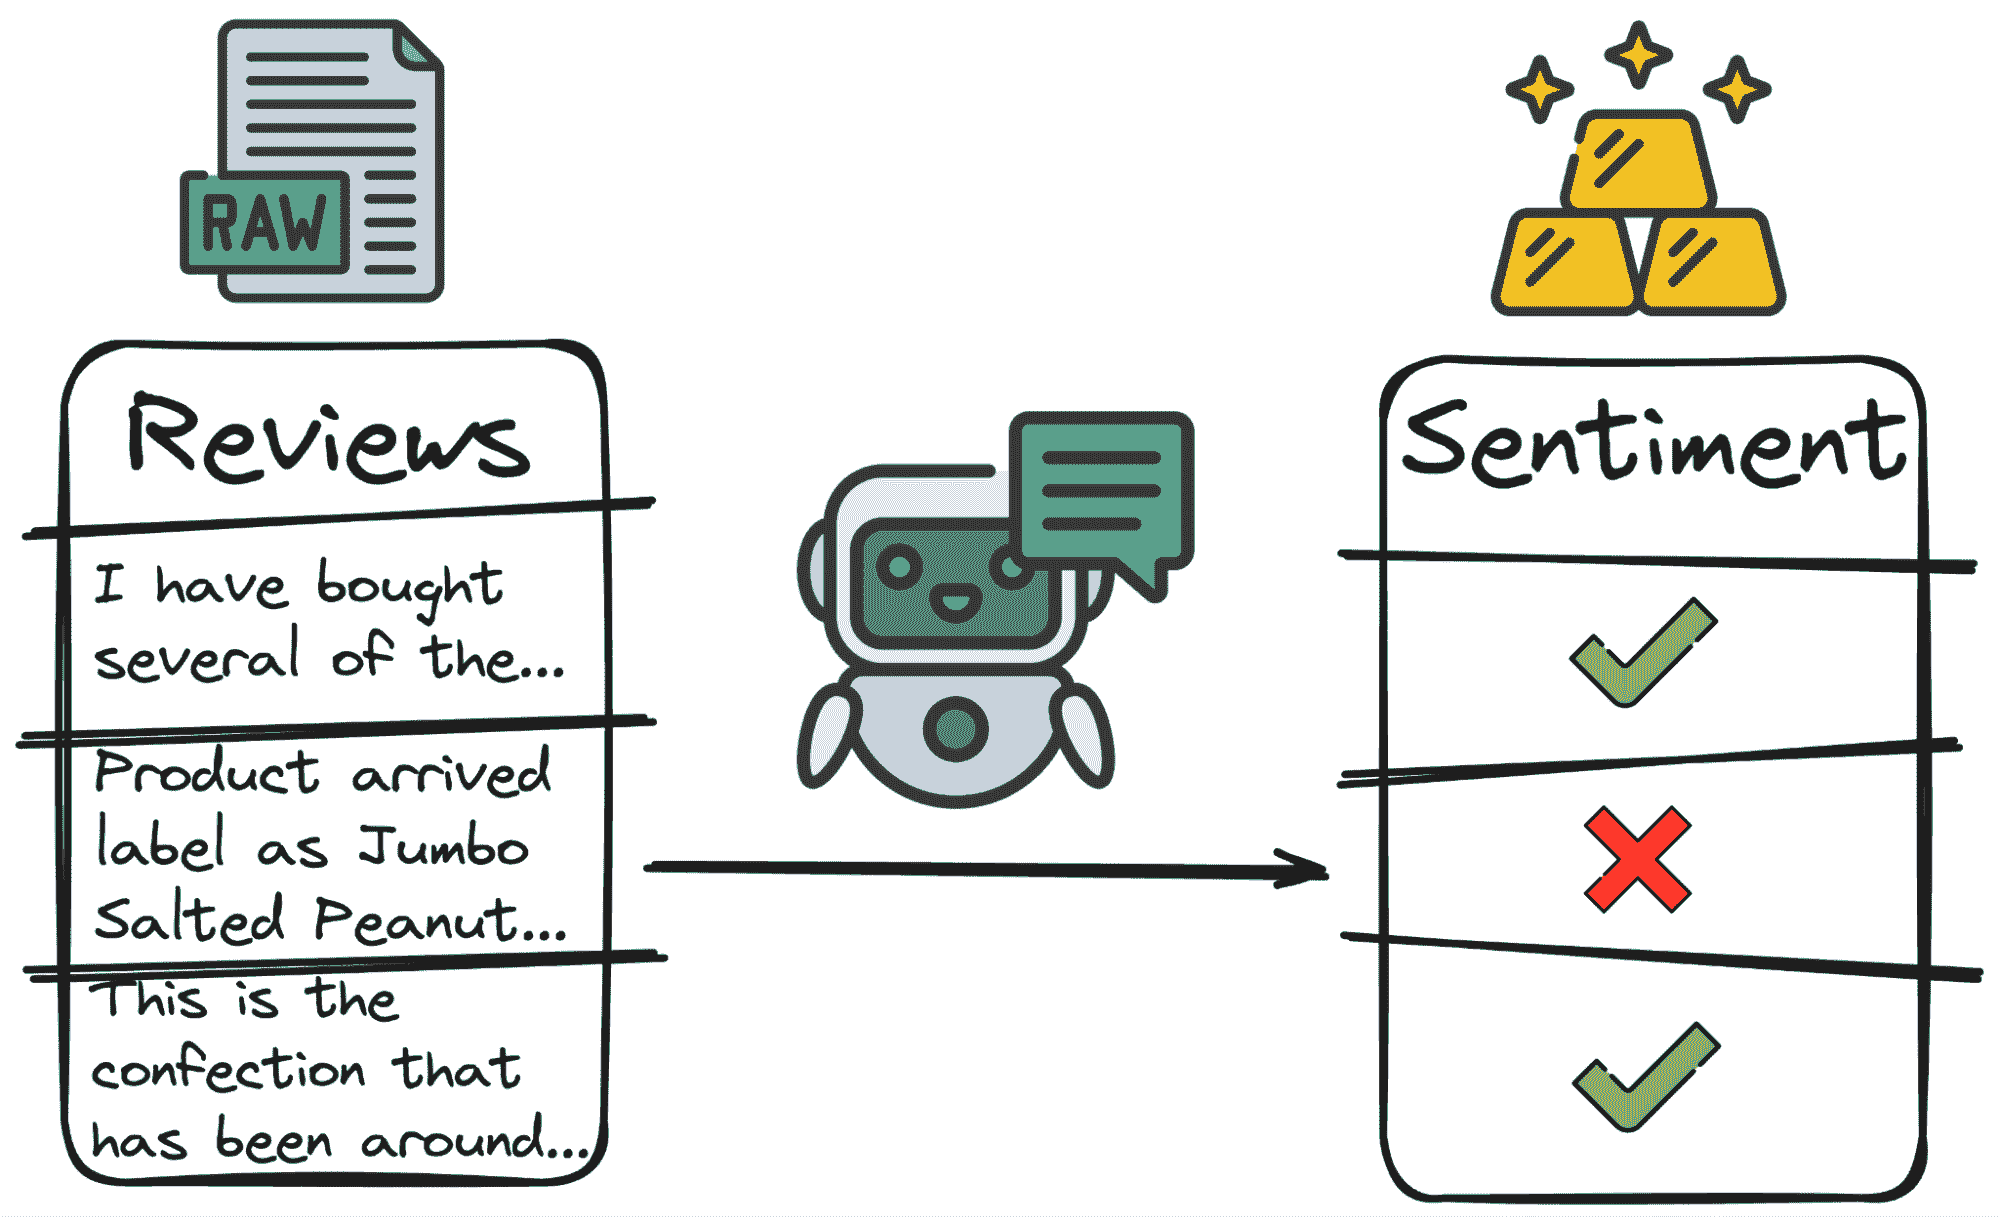 RAW
Reviews
I have bought
several of the...
Product arrived
label as Jumbo
Salted Peanut...
This is the
confection that
has been around...
Sentiment